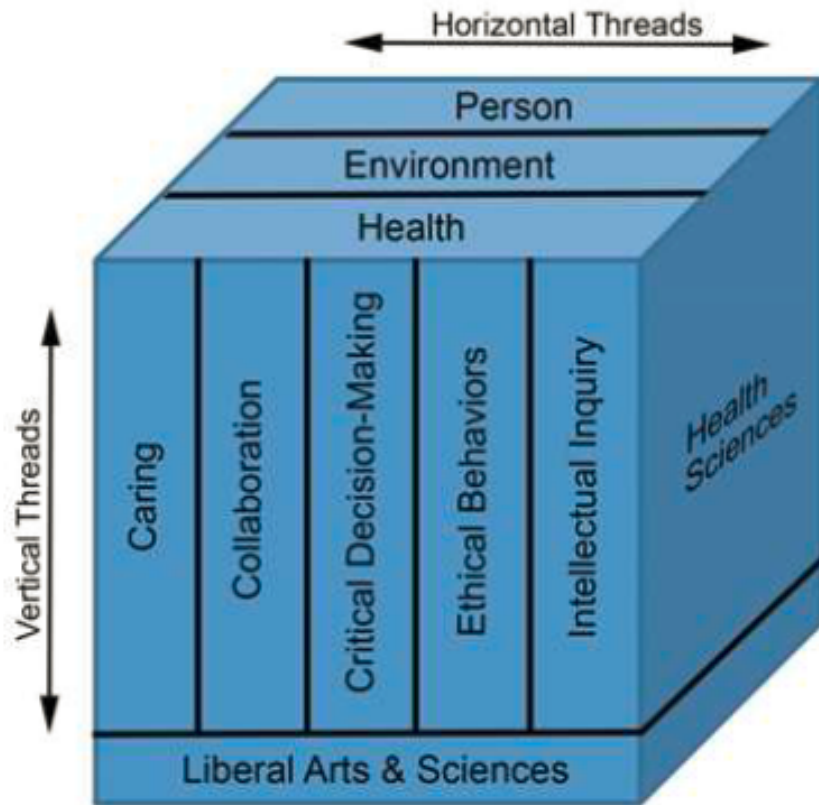 Horizontal Threads
Person
Environment
Health
Vertical Threads
Caring
Collaboration
Critical Decision-Making
Ethical Behaviors
Intellectual Inquiry
Health
Sciences
Liberal Arts & Sciences